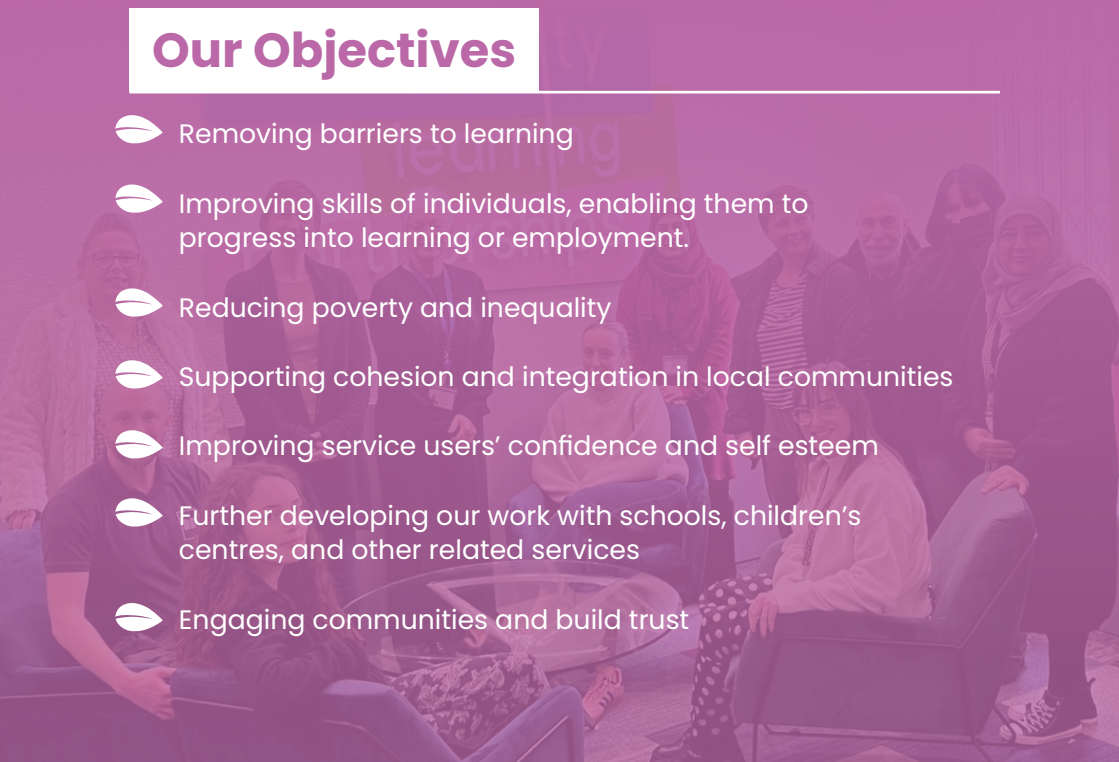 Our Objectives
Removing barriers to learning
Improving skills of individuals, enabling them to
progress into learning or employment.
Reducing poverty and inequality
Supporting cohesion and integration in local communities
Improving service users’ confidence and self esteem
Further developing our work with schools, children’s
centres, and other related services
Engaging communities and build trust
learning